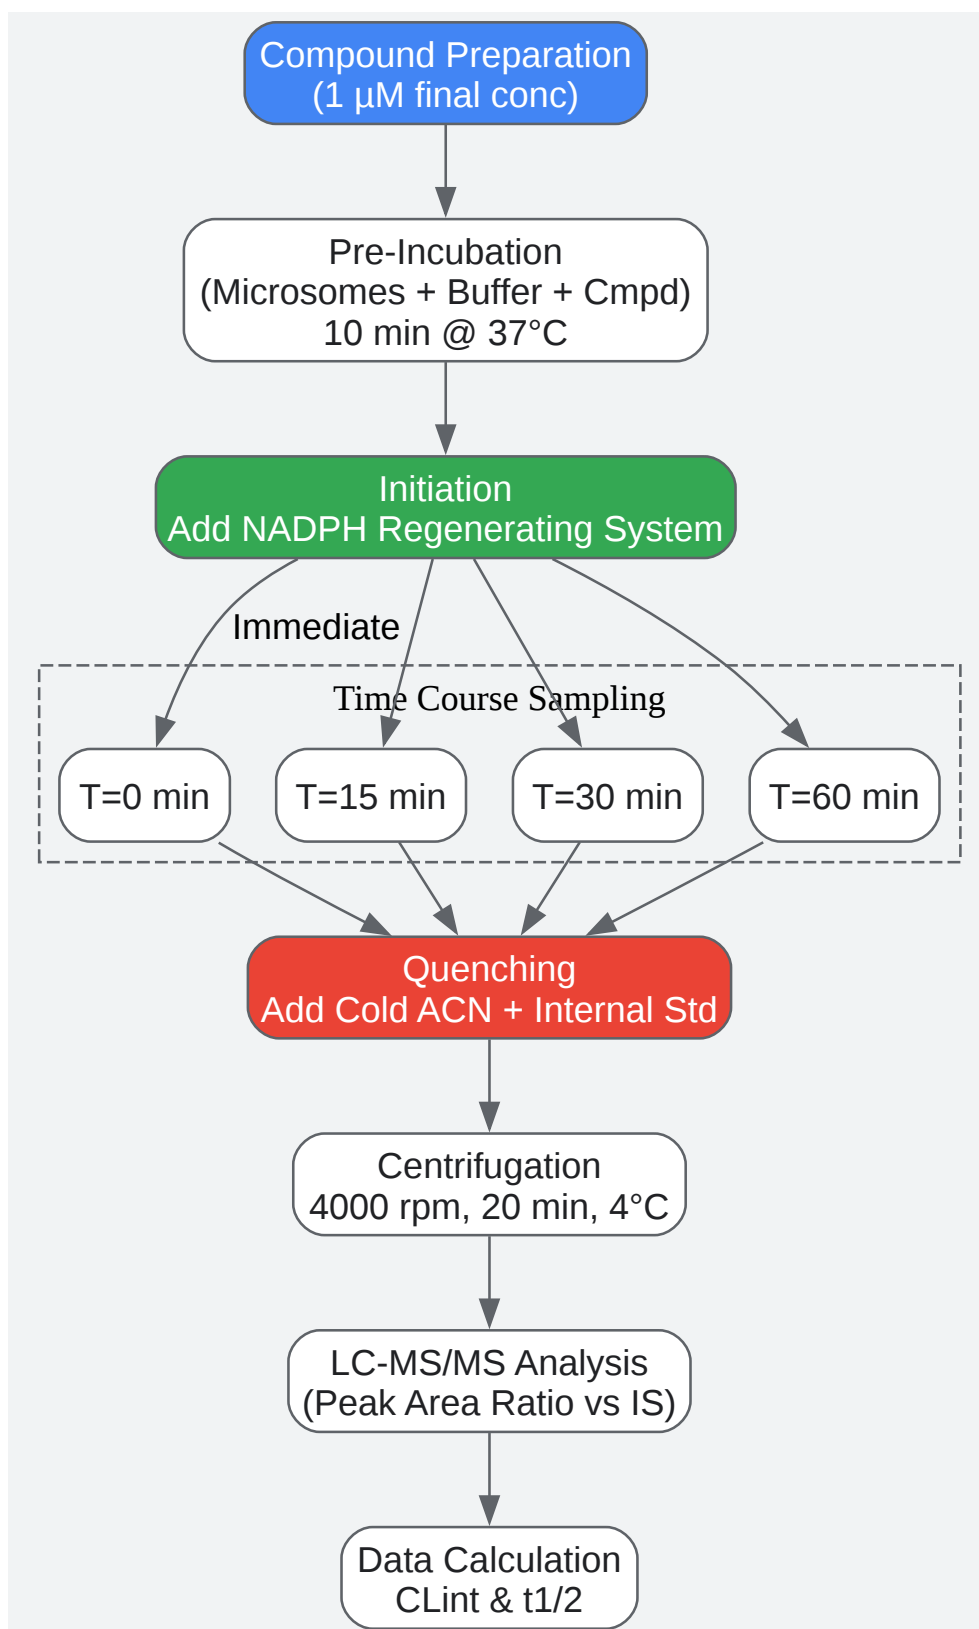 Compound Preparation
(1 µM final conc)
Pre-Incubation
(Microsomes + Buffer + Cmpd)
10 min @ 37°C
Initiation
Add NADPH Regenerating System
Immediate
Time Course Sampling
T=0 min
T=15 min
T=30 min
T=60 min
Quenching
Add Cold ACN + Internal Std
Centrifugation
4000 rpm, 20 min, 4°C
LC-MS/MS Analysis
(Peak Area Ratio vs IS)
Data Calculation
CLint & t1/2